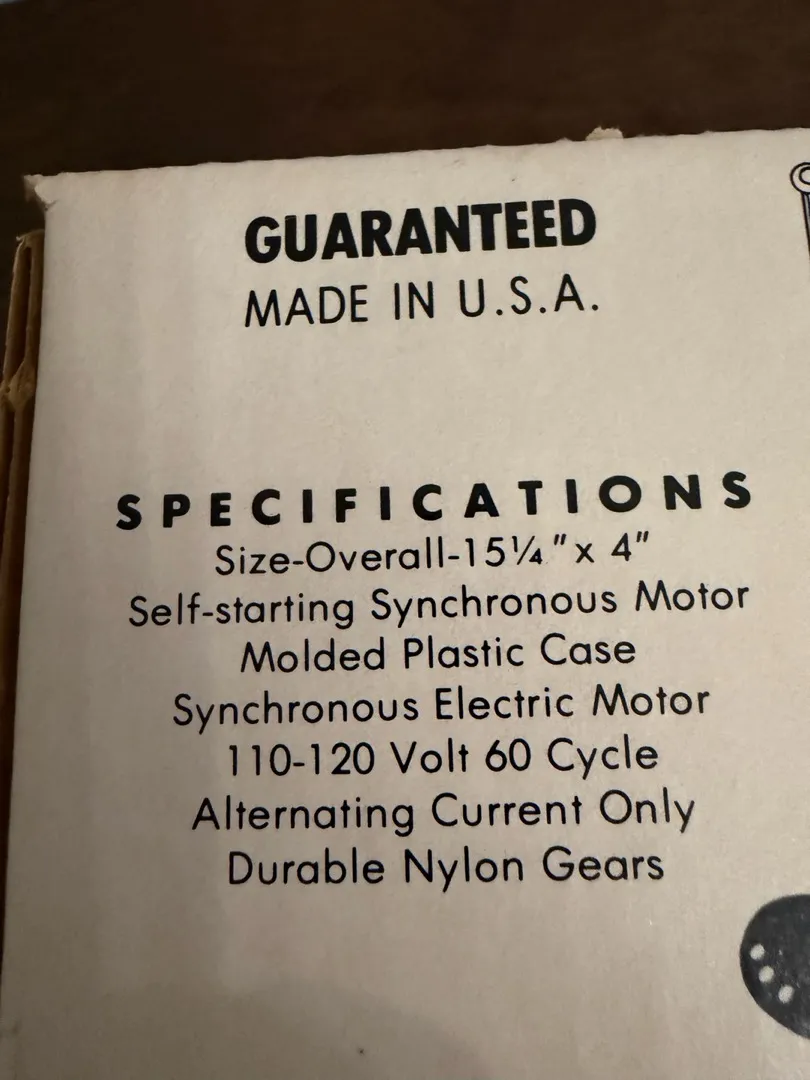 GUARANTEED
MADE IN U.S.A.
SPECIFICATIONS
Size-Overall-15¼"x 4"
Self-starting Synchronous Motor
Molded Plastic Case
Synchronous Electric Motor
110-120 Volt 60 Cycle
Alternating Current Only
Durable Nylon Gears